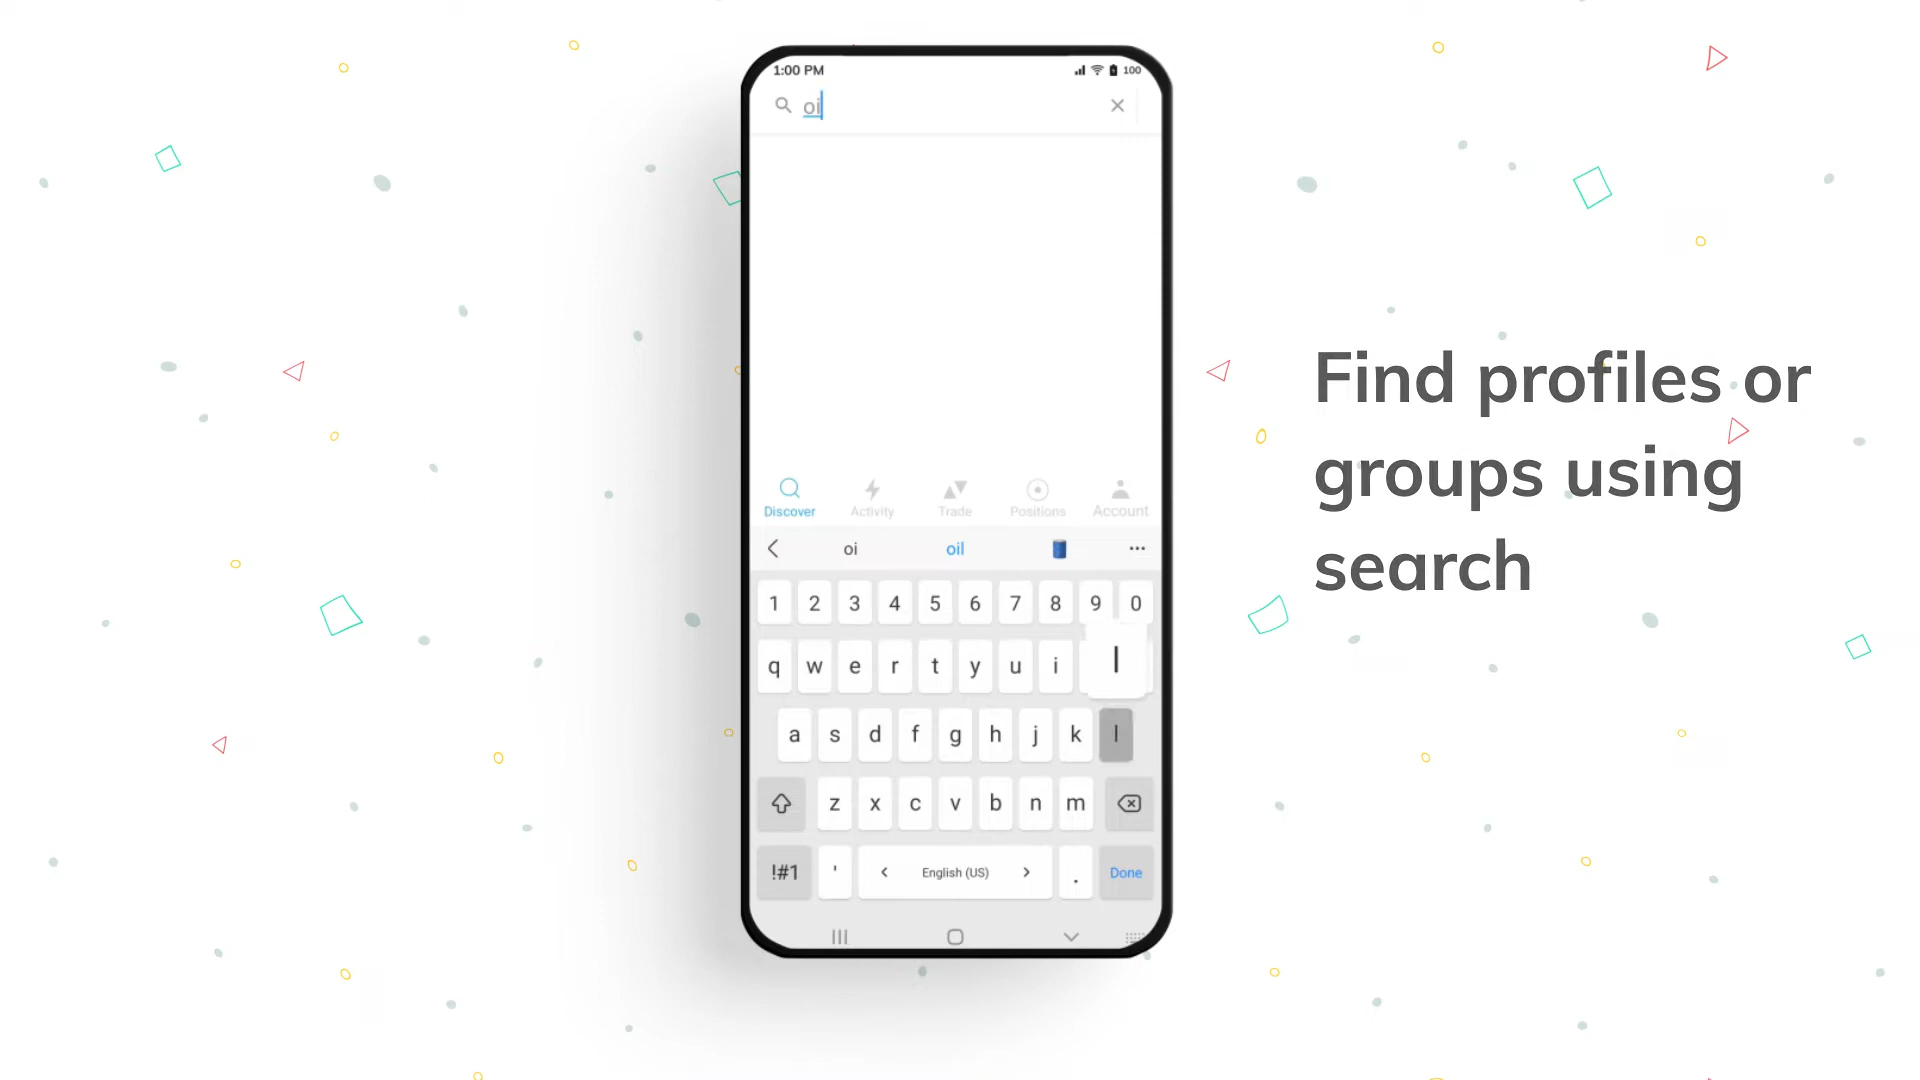 1:00 PM 100
oi
Discover Activity Trade Positions Account
oi oil
1 2 3 4 5 6 7 8 9 0
q w e r t y u i l
a s d f g h j k l
z x c v b n m
!#1 ' < English (US) > . Done
Find profiles or
groups using
search